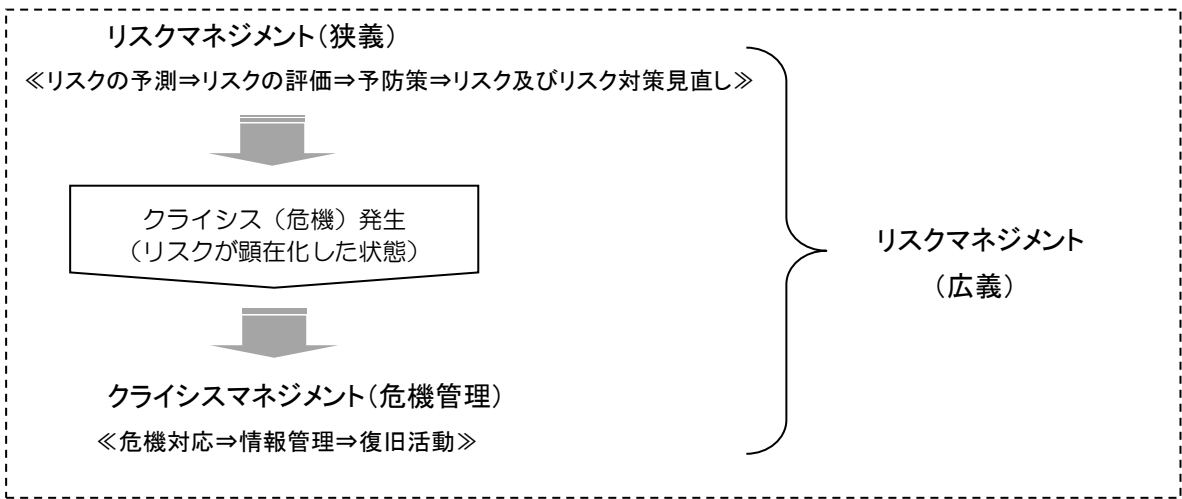 リスクマネジメント（狭義）
≪リスクの予測⇒リスクの評価⇒予防策⇒リスク及びリスク対策見直し≫
クライシス（危機）発生
（リスクが顕在化した状態）
リスクマネジメント
（広義）
クライシスマネジメント（危機管理）
≪危機対応⇒情報管理⇒復旧活動≫